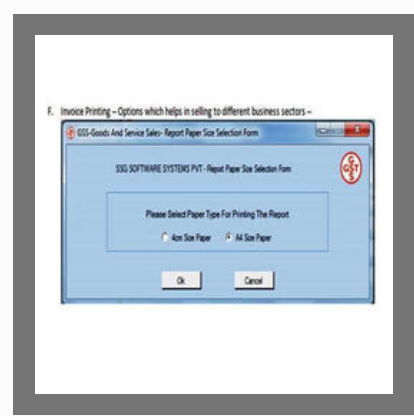 F. Invoice Printing – Options which helps in selling to different business sectors –
GSS-Goods And Service Sales- Report Paper Size Selection Form
SSG SOFTWARE SYSTEMS PVT - Report Paper Size Selection Form
GST
Please Select Paper Type For Printing The Report
4cm Size Paper A4 Size Paper
Ok Cancel